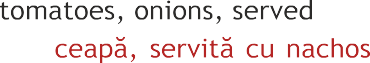 tomatoes, onions, served
ceapă, servită cu nachos